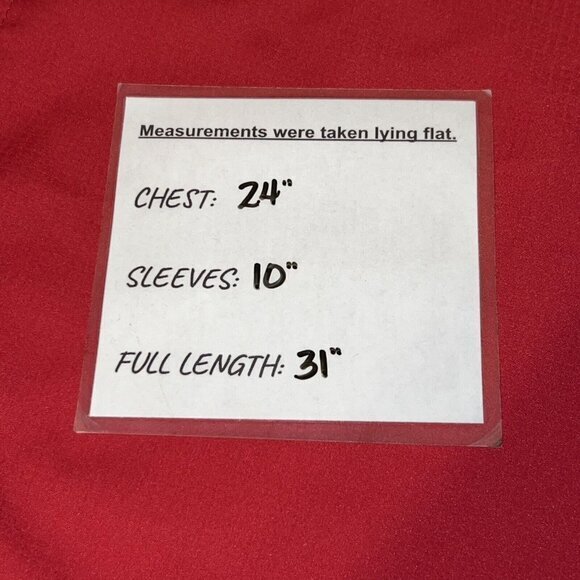 Measurements were taken lying flat.
CHEST: 24"
SLEEVES: 10"
FULL LENGTH: 31"